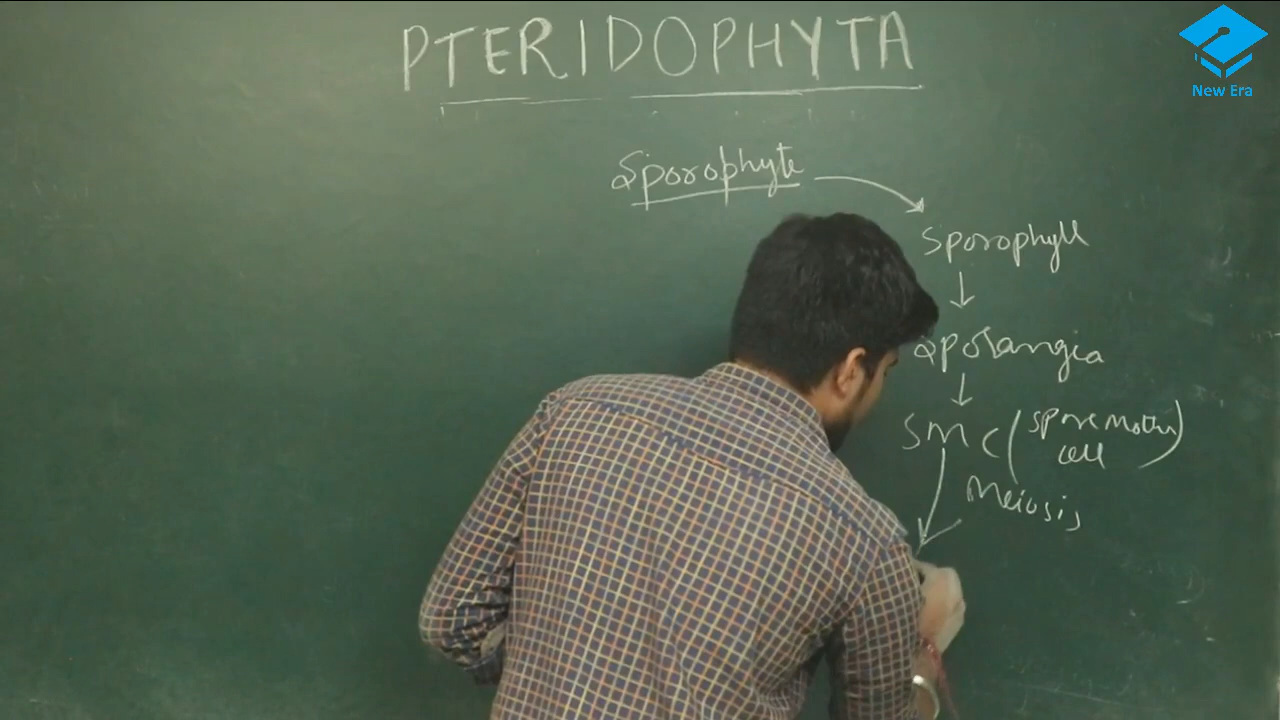 PTERIDOPHYTA
New Era
Sporophyte
Sporophyll
Sporangia
SMC (Spore Mother
cell)
Meiosis